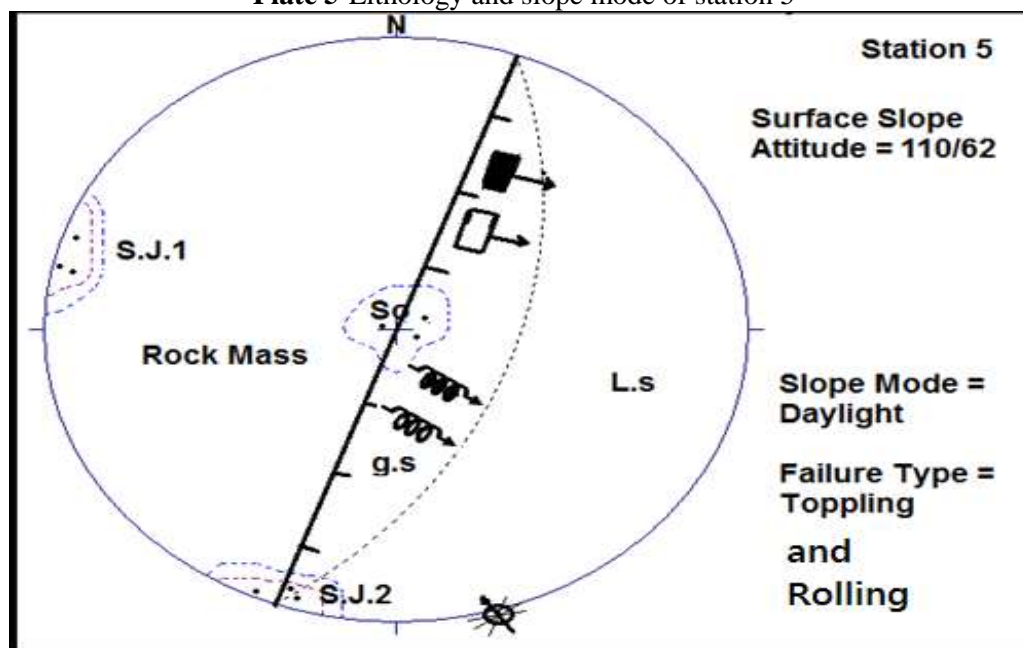 Plate 5 Lithology and slope mode of station 5
N
Station 5
Surface Slope
Attitude = 110/62
S.J.1
So
Rock Mass
L.s
Slope Mode =
Daylight
g.s
Failure Type =
Toppling
and
Rolling
S.J.2